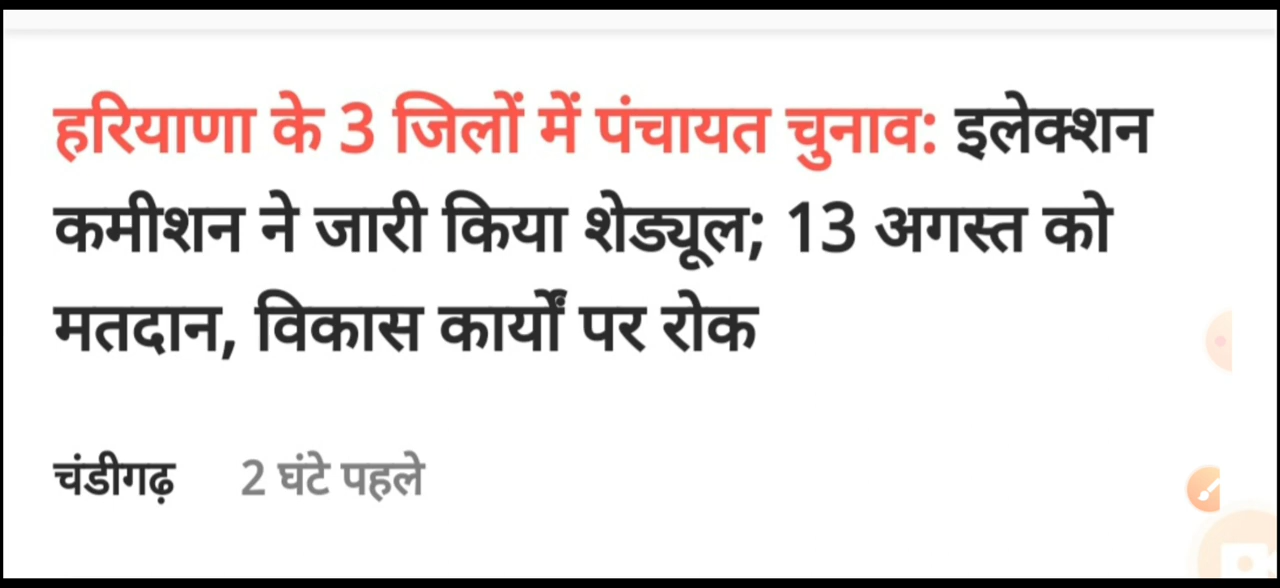 हरियाणा के 3 जिलों में पंचायत चुनाव: इलेक्शन
कमीशन ने जारी किया शेड्यूल; 13 अगस्त को
मतदान, विकास कार्यों पर रोक
चंडीगढ़ 2 घंटे पहले